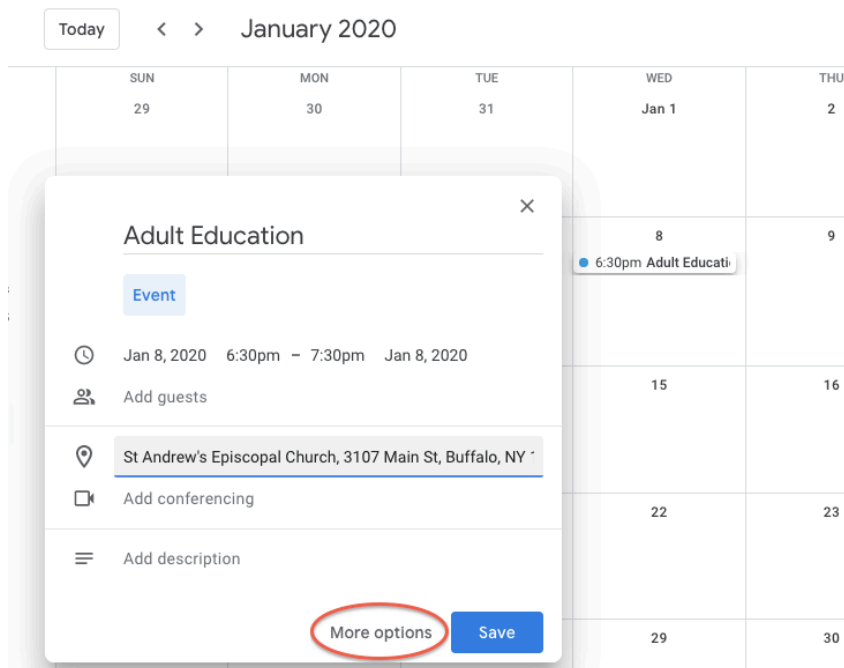 Today
January 2020
SUN MON TUE WED THU
29 30 31 Jan 1 2
Adult Education
8 9
6:30pm Adult Educati
Event
Jan 8, 2020 6:30pm – 7:30pm Jan 8, 2020
Add guests
15 16
St Andrew's Episcopal Church, 3107 Main St, Buffalo, NY
Add conferencing
22 23
Add description
More options Save
29 30